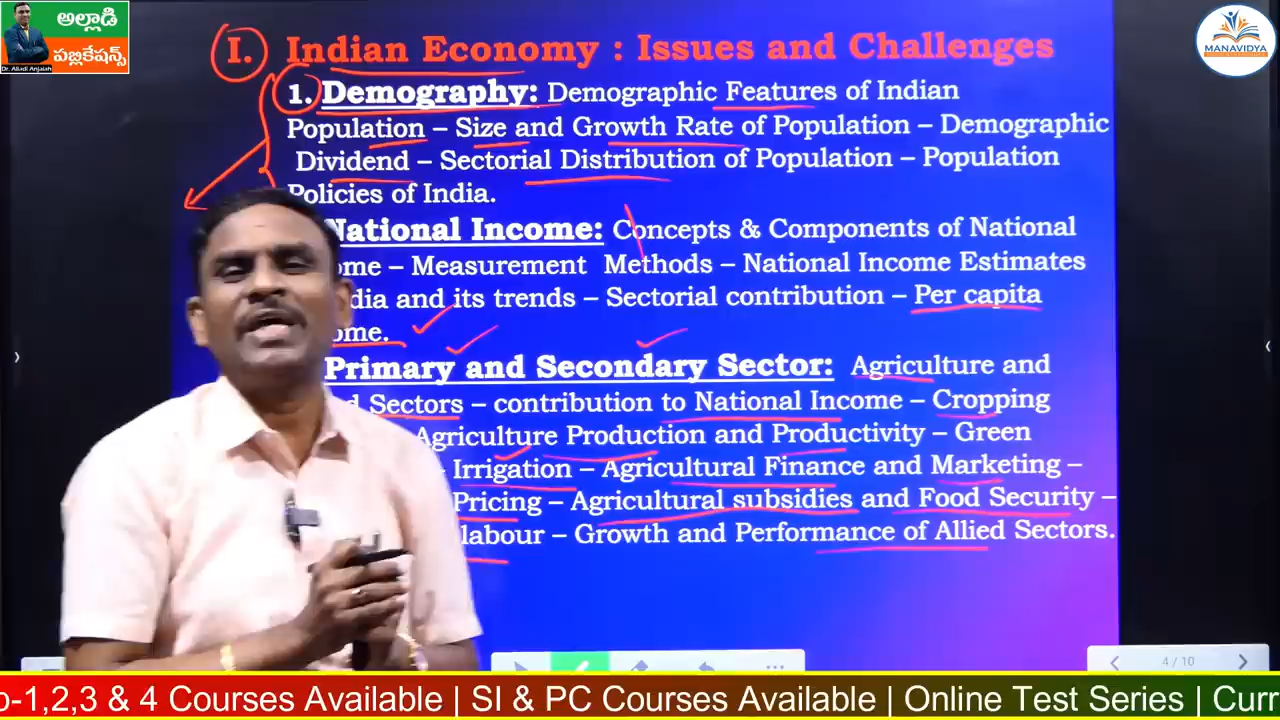 అల్లాడి
పబ్లికేషన్స్
Dr. Alladi Anjaiah
MANAVIDYA
I. Indian Economy : Issues and Challenges
1. Demography: Demographic Features of Indian
Population – Size and Growth Rate of Population – Demographic
Dividend – Sectorial Distribution of Population – Population
Policies of India.
National Income: Concepts & Components of National
ome – Measurement Methods – National Income Estimates
dia and its trends – Sectorial contribution – Per capita
ome.
Primary and Secondary Sector: Agriculture and
d Sectors – contribution to National Income – Cropping
Agriculture Production and Productivity – Green
– Irrigation – Agricultural Finance and Marketing –
Pricing – Agricultural subsidies and Food Security –
labour – Growth and Performance of Allied Sectors.
4 / 10
o-1,2,3 & 4 Courses Available | SI & PC Courses Available | Online Test Series | Curr